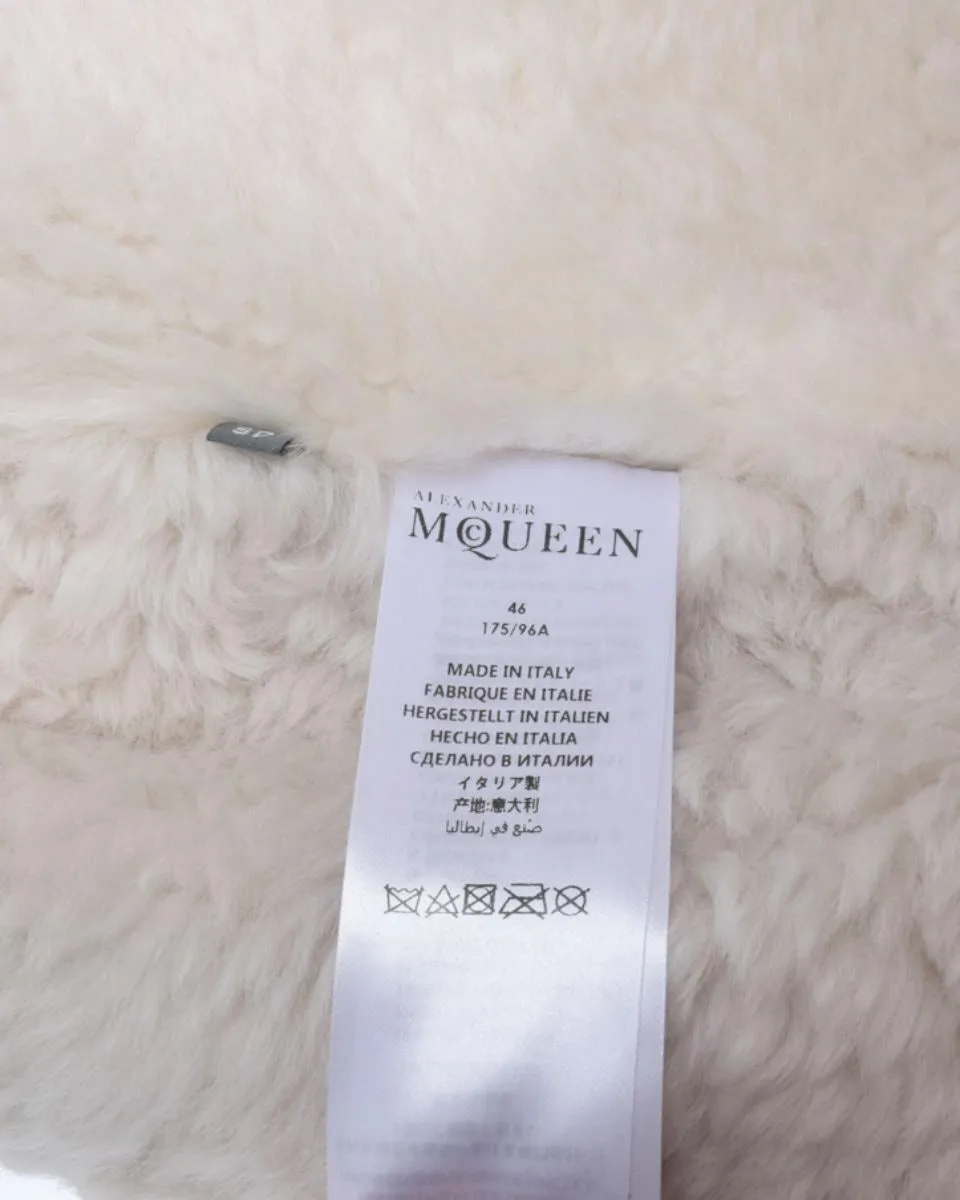 46
ALEXANDER
McQUEEN
46
175/96A
MADE IN ITALY
FABRIQUE EN ITALIE
HERGESTELLT IN ITALIEN
HECHO EN ITALIA
СДЕЛАНО В ИТАЛИИ
イタリア製
产地:意大利
صنع في إيطاليا